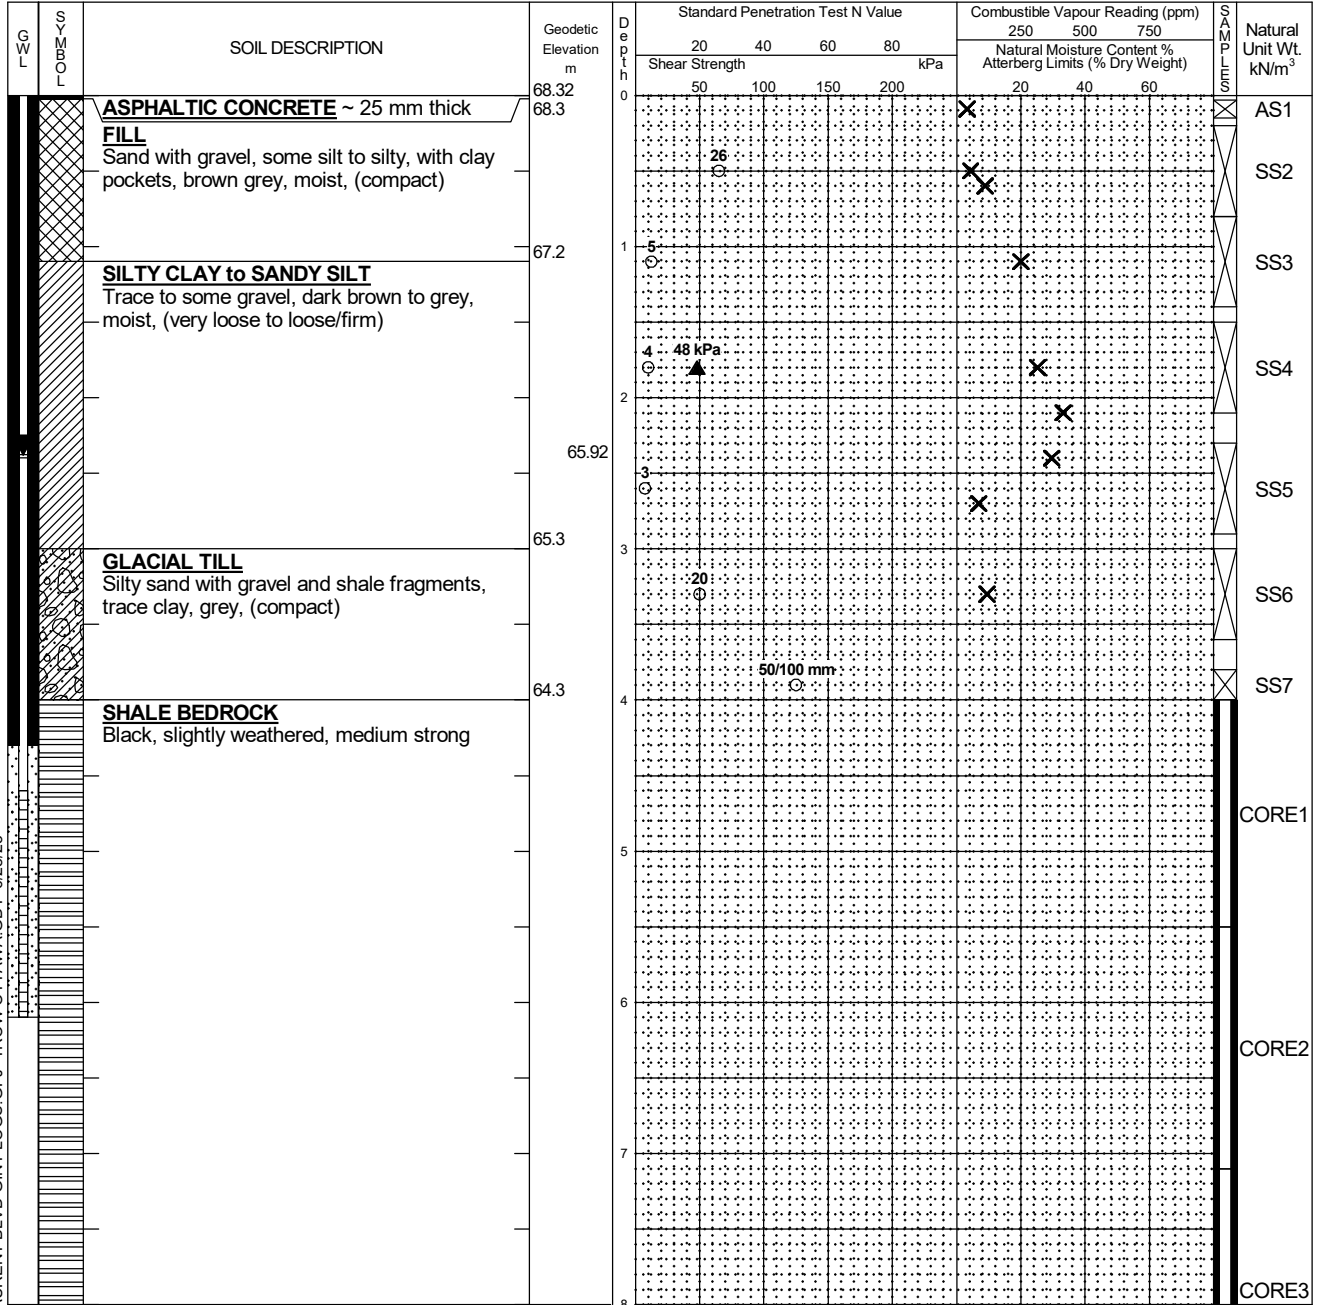 GWL
SYMBOL
SOIL DESCRIPTION
Geodetic
Elevation
m
Depth
Standard Penetration Test N Value
20 40 60 80
Shear Strength kPa
50 100 150 200
Combustible Vapour Reading (ppm)
250 500 750
Natural Moisture Content %
Atterberg Limits (% Dry Weight)
20 40 60
SAMPLES
Natural
Unit Wt.
kN/m³
68.32
0
ASPHALTIC CONCRETE ~ 25 mm thick
68.3
AS1
FILL
Sand with gravel, some silt to silty, with clay
pockets, brown grey, moist, (compact)
26
SS2
67.2
1
5
SS3
SILTY CLAY to SANDY SILT
Trace to some gravel, dark brown to grey,
moist, (very loose to loose/firm)
4
48 kPa
SS4
2
65.92
3
SS5
65.3
3
GLACIAL TILL
Silty sand with gravel and shale fragments,
trace clay, grey, (compact)
20
SS6
50/100 mm
SS7
64.3
4
SHALE BEDROCK
Black, slightly weathered, medium strong
CORE1
5
6
CORE2
7
CORE3
8